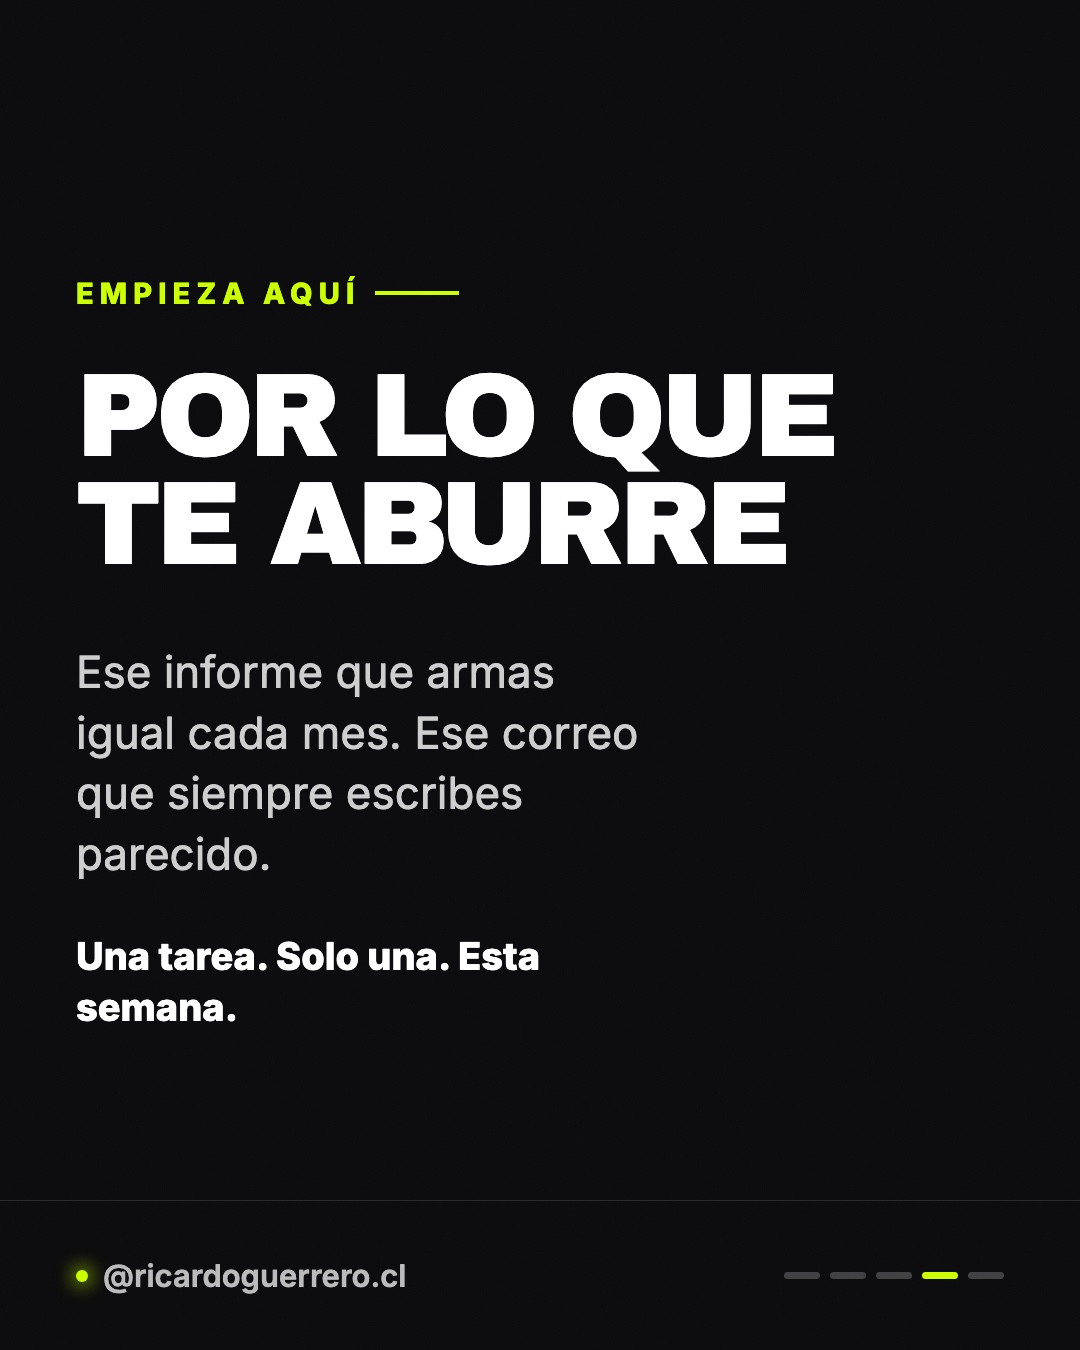 EMPIEZA AQUÍ
POR LO QUE
TE ABURRE
Ese informe que armas
igual cada mes. Ese correo
que siempre escribes
parecido.
Una tarea. Solo una. Esta
semana.
@ricardoguerrero.cl